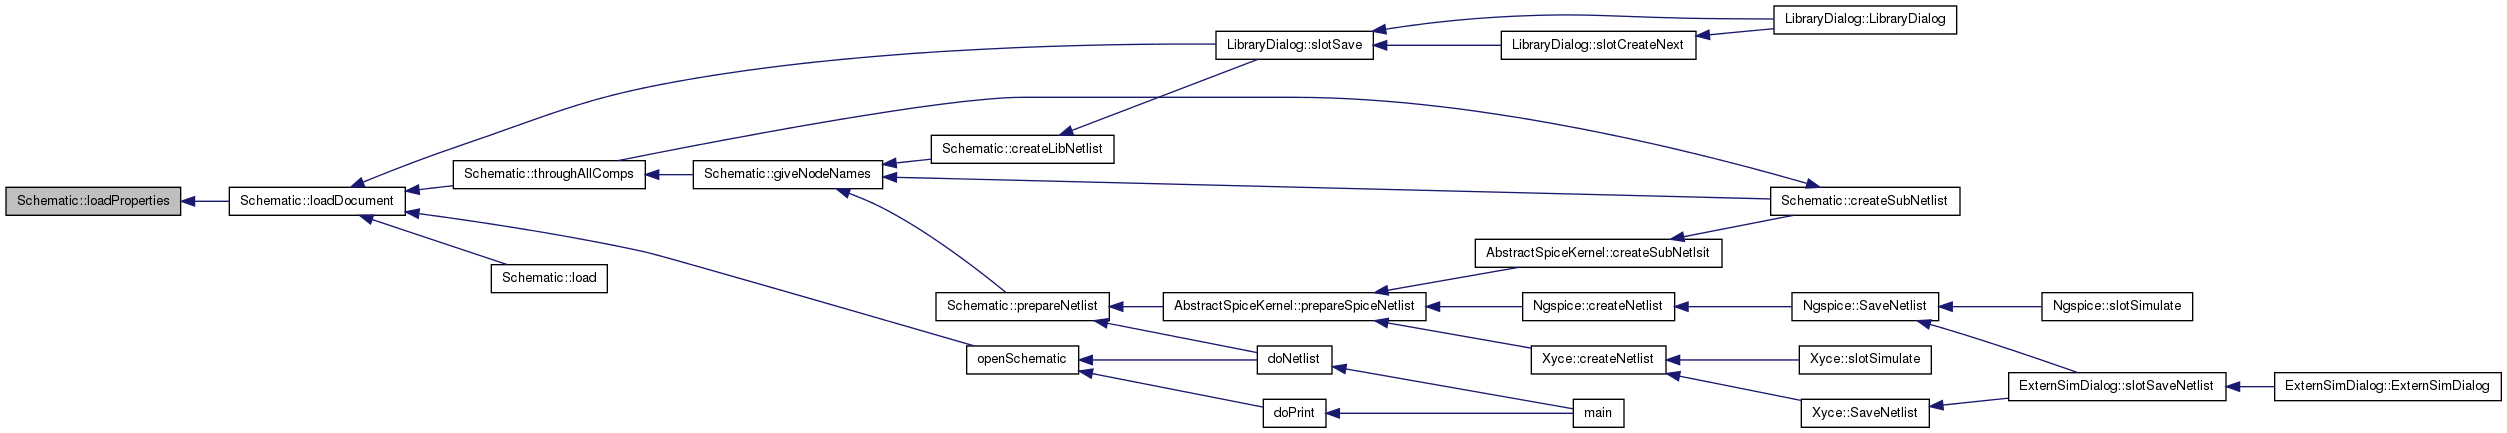 LibraryDialog::LibraryDialog
LibraryDialog::slotSave
LibraryDialog::slotCreateNext
Schematic::createLibNetlist
Schematic::throughAllComps
Schematic::giveNodeNames
Schematic::loadProperties
Schematic::loadDocument
Schematic::createSubNetlist
AbstractSpiceKernel::createSubNetlsit
Schematic::load
Schematic::prepareNetlist
AbstractSpiceKernel::prepareSpiceNetlist
Ngspice::createNetlist
Ngspice::SaveNetlist
Ngspice::slotSimulate
openSchematic
doNetlist
Xyce::createNetlist
Xyce::slotSimulate
ExternSimDialog::slotSaveNetlist
ExternSimDialog::ExternSimDialog
doPrint
main
Xyce::SaveNetlist